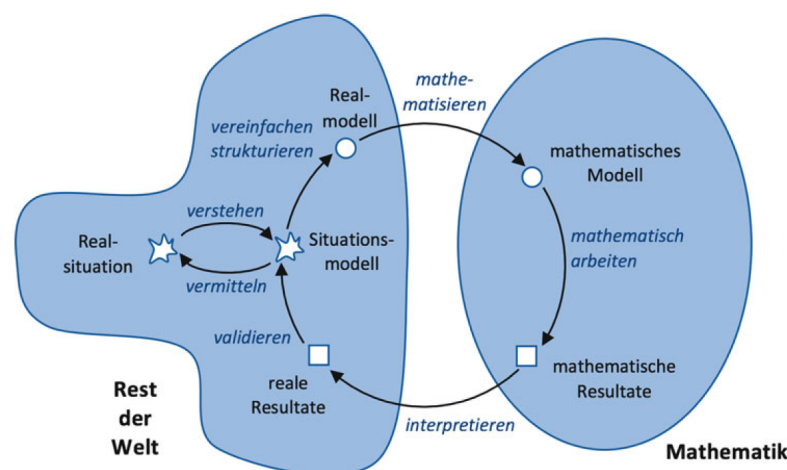 mathe-
matisieren
Real-
modell
vereinfachen
strukturieren
mathematisches
Modell
verstehen
Real-
situation
Situations-
modell
mathematisch
arbeiten
vermitteln
validieren
reale
Resultate
mathematische
Resultate
interpretieren
Rest
der
Welt
Mathematik